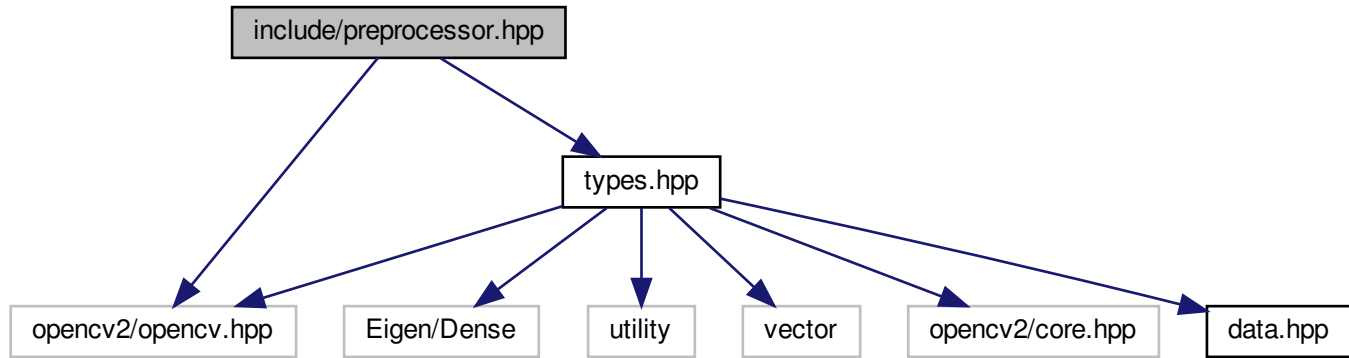 include/preprocessor.hpp
types.hpp
opencv2/opencv.hpp
Eigen/Dense
utility
vector
opencv2/core.hpp
data.hpp